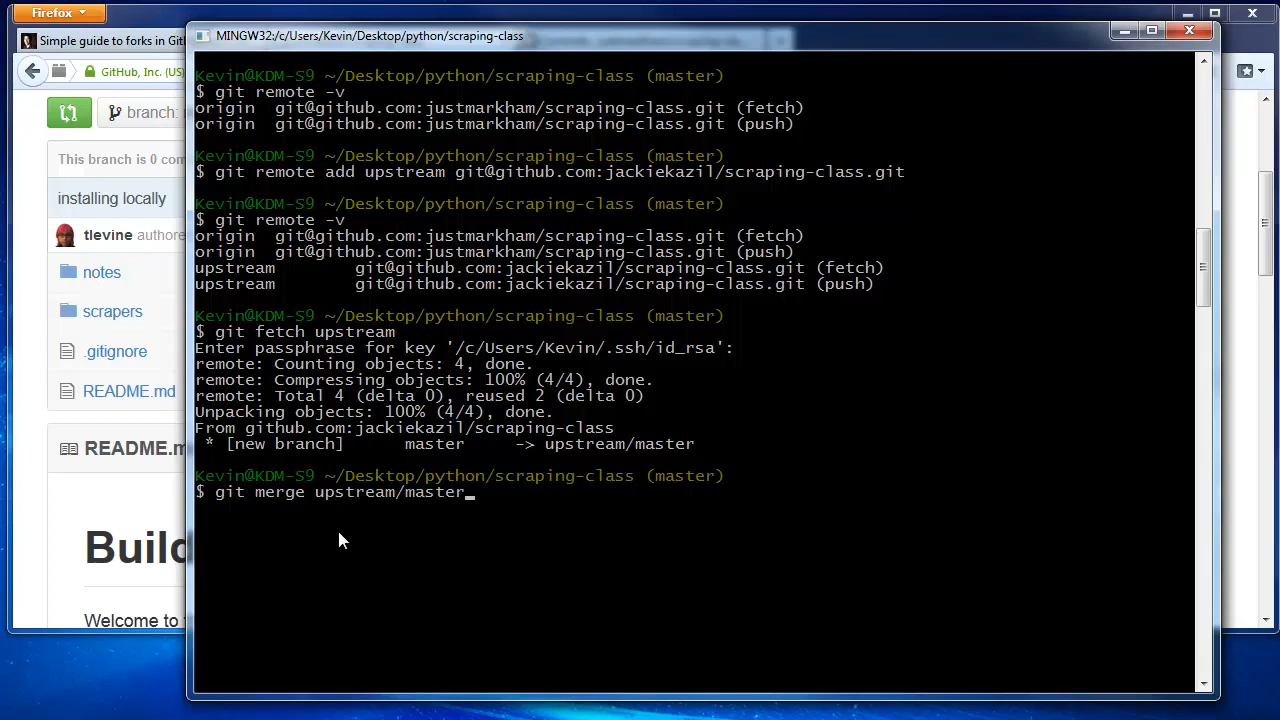 Firefox
Simple guide to forks in GitH
GitHub, Inc. (US)
branch:
This branch is 0 com
installing locally
tlevine authore
notes
scrapers
.gitignore
README.md
README.m
Build
Welcome to t
MINGW32:/c/Users/Kevin/Desktop/python/scraping-class
Kevin@KDM-S9 ~/Desktop/python/scraping-class (master)
$ git remote -v
origin  git@github.com:justmarkham/scraping-class.git (fetch)
origin  git@github.com:justmarkham/scraping-class.git (push)
Kevin@KDM-S9 ~/Desktop/python/scraping-class (master)
$ git remote add upstream git@github.com:jackiekazil/scraping-class.git
Kevin@KDM-S9 ~/Desktop/python/scraping-class (master)
$ git remote -v
origin  git@github.com:justmarkham/scraping-class.git (fetch)
origin  git@github.com:justmarkham/scraping-class.git (push)
upstream        git@github.com:jackiekazil/scraping-class.git (fetch)
upstream        git@github.com:jackiekazil/scraping-class.git (push)
Kevin@KDM-S9 ~/Desktop/python/scraping-class (master)
$ git fetch upstream
Enter passphrase for key '/c/Users/Kevin/.ssh/id_rsa':
remote: Counting objects: 4, done.
remote: Compressing objects: 100% (4/4), done.
remote: Total 4 (delta 0), reused 2 (delta 0)
Unpacking objects: 100% (4/4), done.
From github.com:jackiekazil/scraping-class
 * [new branch]      master     -> upstream/master
Kevin@KDM-S9 ~/Desktop/python/scraping-class (master)
$ git merge upstream/master_